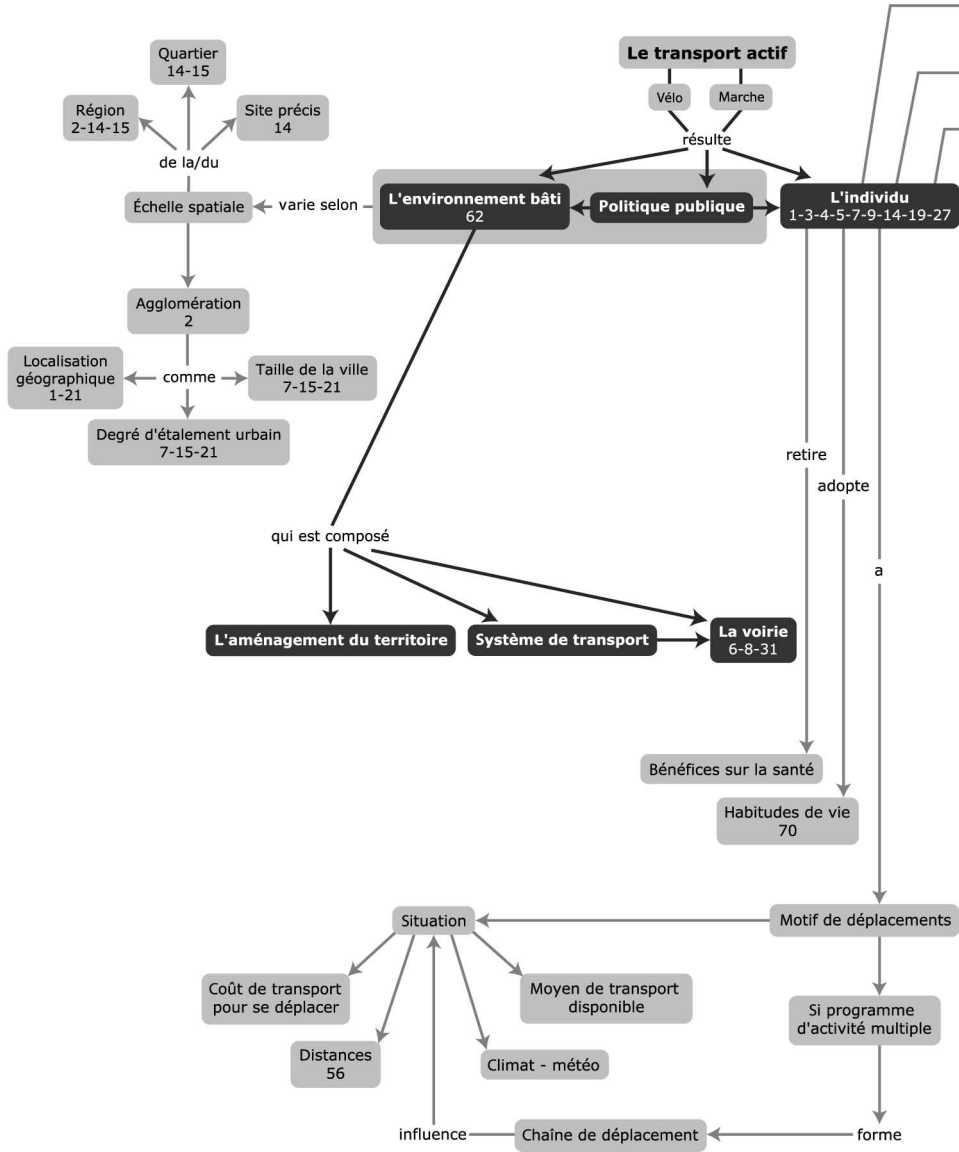 Le transport actif
Vélo
Marche
résulte
Quartier
14-15
Région
2-14-15
Site précis
14
de la/du
Échelle spatiale
varie selon
L'environnement bâti
62
Politique publique
L'individu
1-3-4-5-7-9-14-19-27
Agglomération
2
Localisation
géographique
1-21
comme
Taille de la ville
7-15-21
Degré d'étalement urbain
7-15-21
retire
adopte
a
qui est composé
L'aménagement du territoire
Système de transport
La voirie
6-8-31
Bénéfices sur la santé
Habitudes de vie
70
Situation
Motif de déplacements
Coût de transport
pour se déplacer
Moyen de transport
disponible
Si programme
d'activité multiple
Distances
56
Climat - météo
influence
Chaîne de déplacement
forme